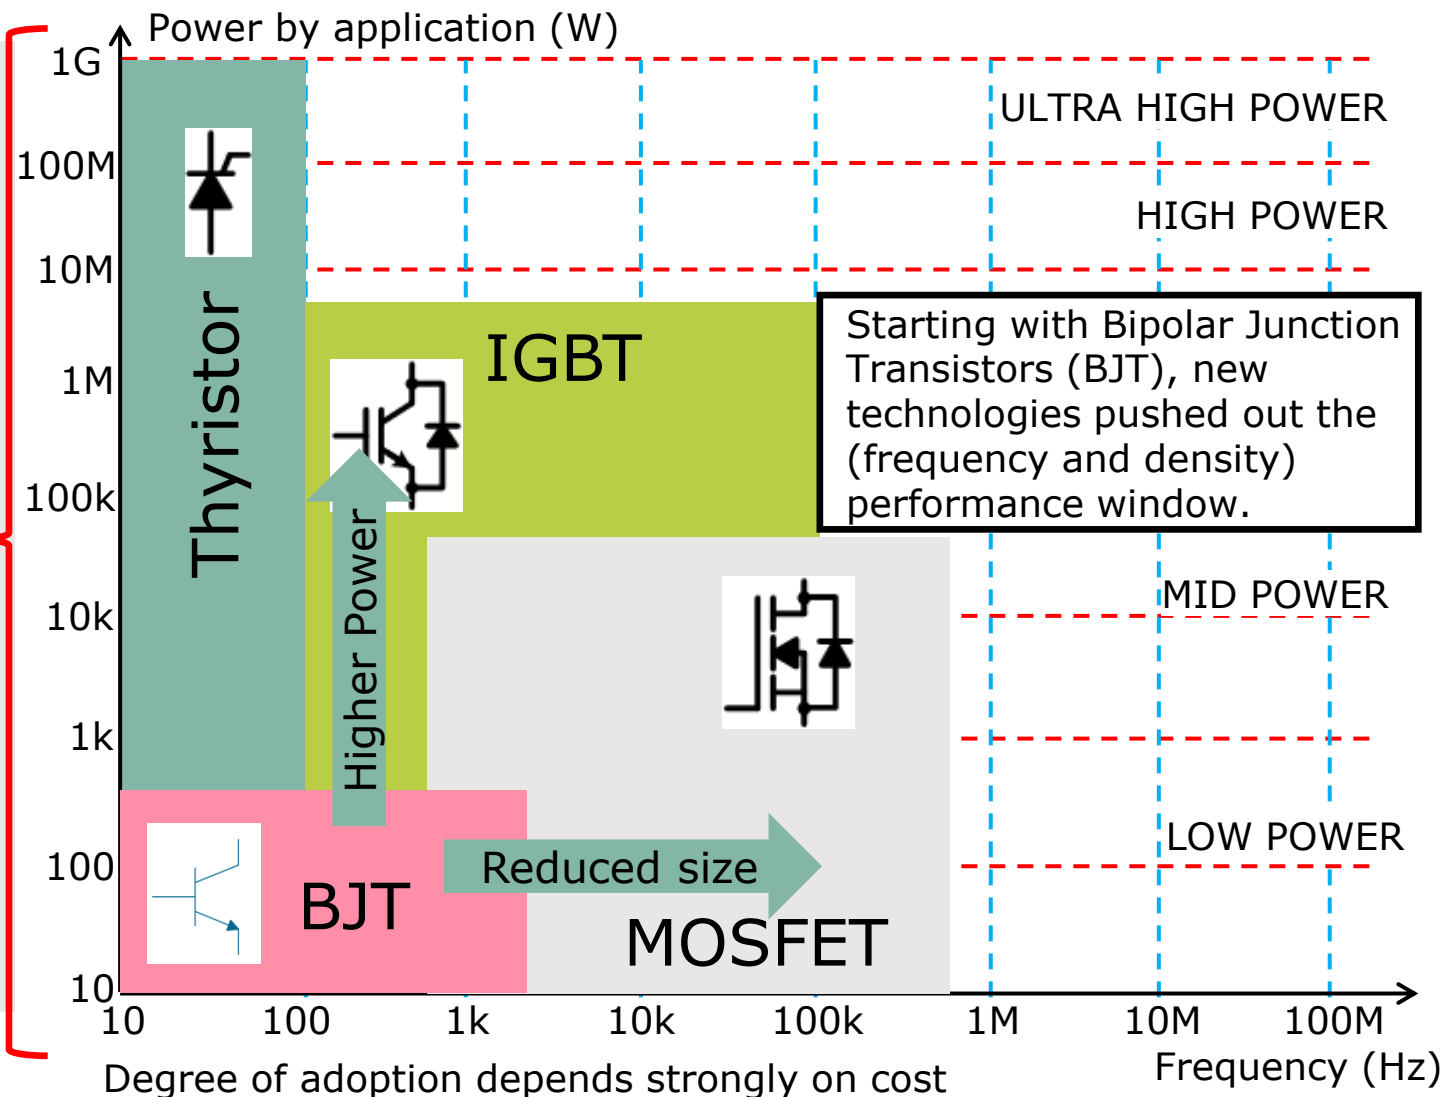 Power by application (W)
1G
100M
10M
1M
100k
10k
1k
100
10
ULTRA HIGH POWER
HIGH POWER
MID POWER
LOW POWER
Thyristor
IGBT
Starting with Bipolar Junction
Transistors (BJT), new
technologies pushed out the
(frequency and density)
performance window.
Higher Power
Reduced size
BJT
MOSFET
10 100 1k 10k 100k 1M 10M 100M
Frequency (Hz)
Degree of adoption depends strongly on cost